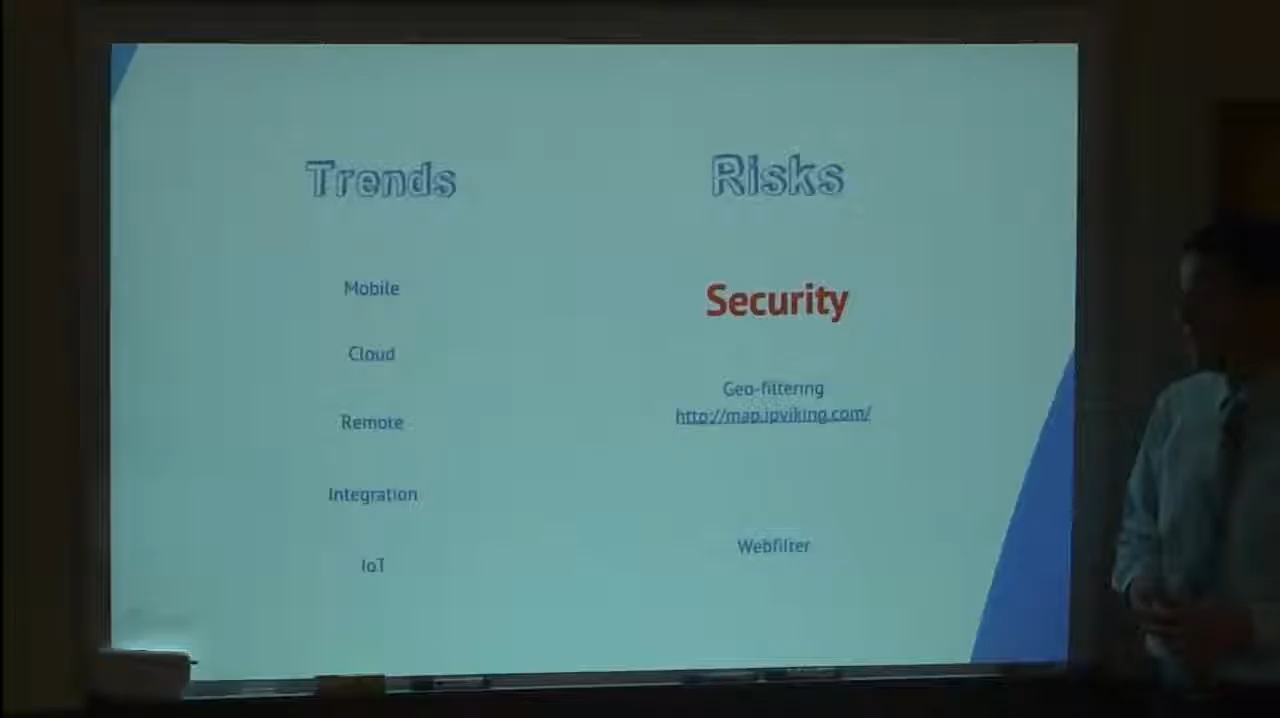 Trends
Mobile
Cloud
Remote
Integration
IoT
Risks
Security
Geo-filtering
http://map.ipviking.com/
Webfilter